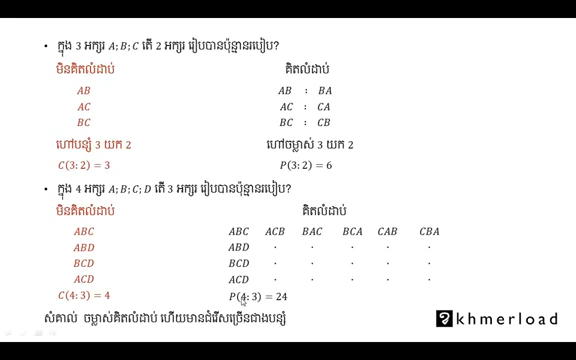 • ក្នុង 3 អក្សរ A; B; C តើ 2 អក្សរ រៀបបានប៉ុន្មានរបៀប?
មិនគិតលំដាប់ គិតលំដាប់
AB AB : BA
AC AC : CA
BC BC : CB
ហៅបន្សំ 3 យក 2 ហៅចម្លាស់ 3 យក 2
C(3: 2) = 3 P(3: 2) = 6
• ក្នុង 4 អក្សរ A; B; C; D តើ 3 អក្សរ រៀបបានប៉ុន្មានរបៀប?
មិនគិតលំដាប់ គិតលំដាប់
ABC ABC ACB BAC BCA CAB CBA
ABD ABD . . . . .
BCD BCD . . . . .
ACD ACD . . . . .
C(4: 3) = 4 P(4: 3) = 24
សំគាល់ ចម្លាស់គិតលំដាប់ ហើយមានជំរើសច្រើនជាងបន្សំ
khmerload